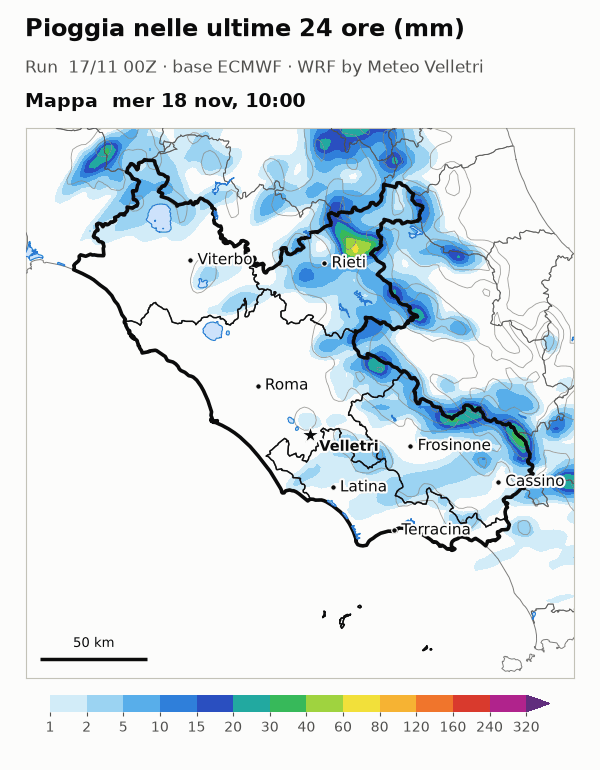 Pioggia nelle ultime 24 ore (mm)
Run 17/11 00Z · base ECMWF · WRF by Meteo Velletri
Mappa mer 18 nov, 10:00
Viterbo
Rieti
Roma
Velletri
Frosinone
Cassino
Latina
Terracina
50 km
1 2 5 10 15 20 30 40 60 80 120 160 240 320